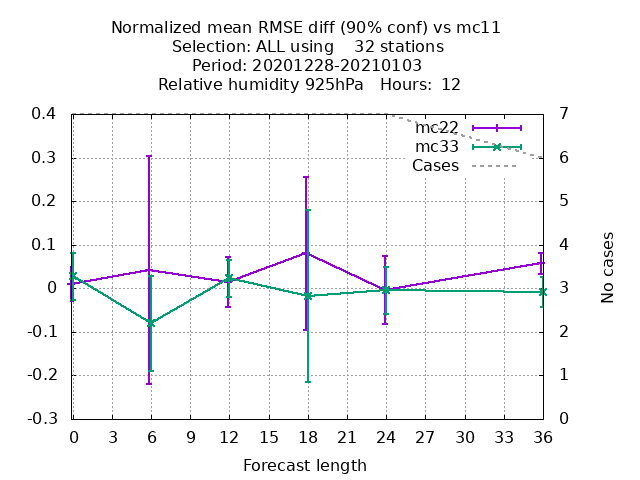 Normalized mean RMSE diff (90% conf) vs mc11
Selection: ALL using    32 stations
Period: 20201228-20210103
Relative humidity 925hPa   Hours:  12
0.4
0.3
0.2
0.1
0
-0.1
-0.2
-0.3
mc22
mc33
Cases
7
6
5
4
3
2
1
0
No cases
0 3 6 9 12 15 18 21 24 27 30 33 36
Forecast length